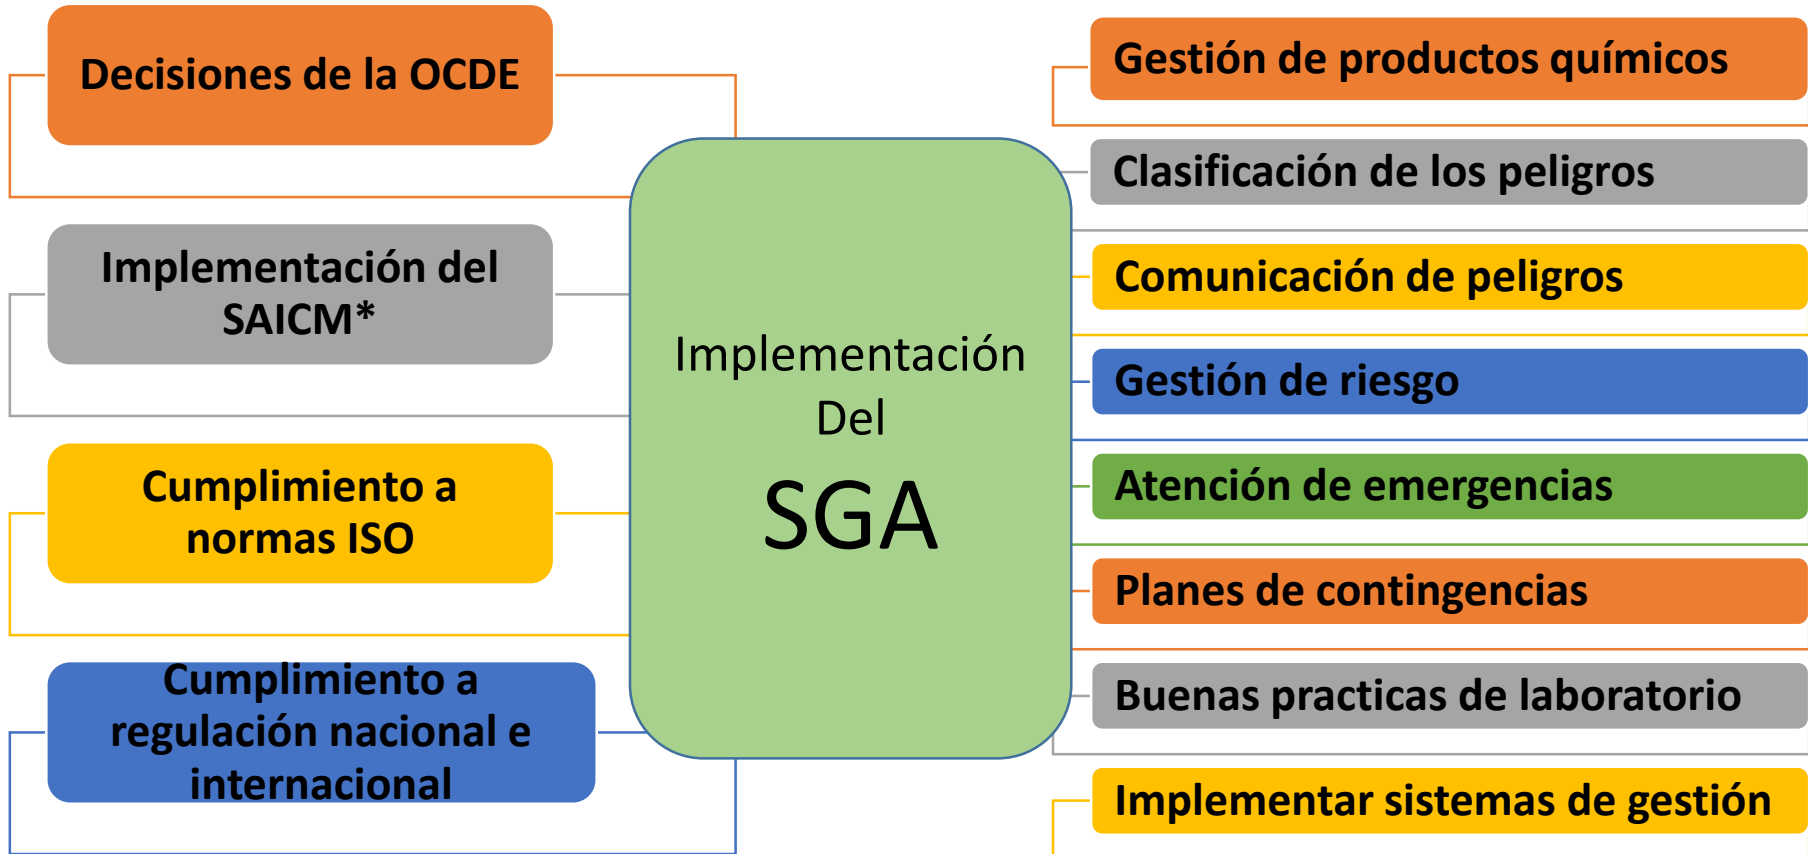 Decisiones de la OCDE
Implementación del
SAICM*
Cumplimiento a
normas ISO
Cumplimiento a
regulación nacional e
internacional
Implementación
Del
SGA
Gestión de productos químicos
Clasificación de los peligros
Comunicación de peligros
Gestión de riesgo
Atención de emergencias
Planes de contingencias
Buenas practicas de laboratorio
Implementar sistemas de gestión